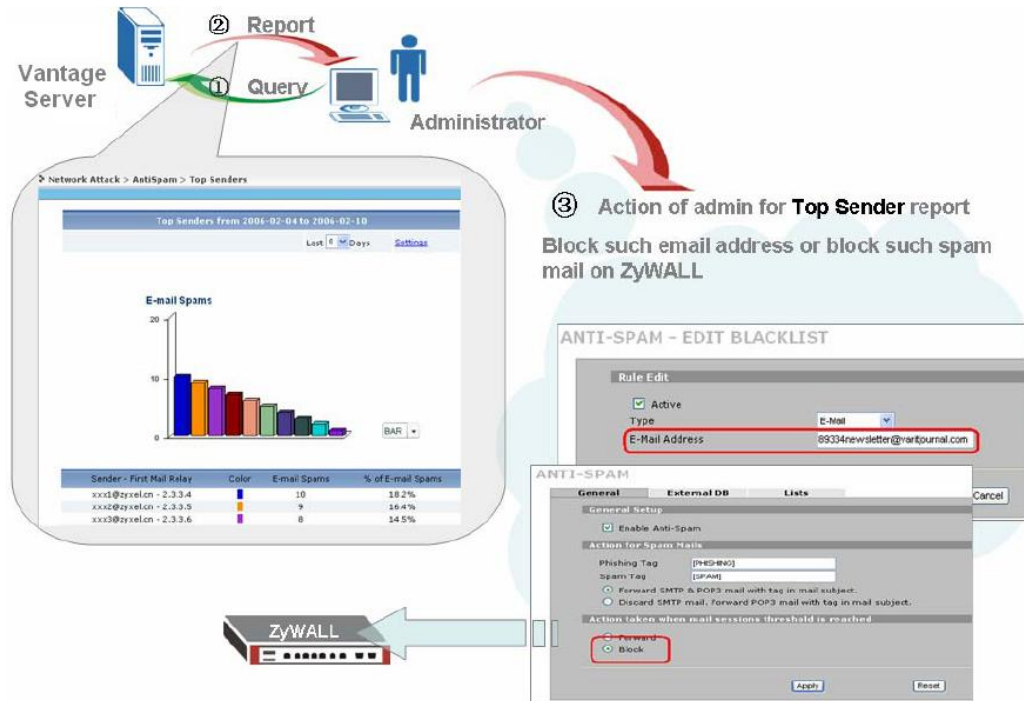 ② Report
① Query
Vantage
Server
Administrator
Network Attack > AntiSpam > Top Senders
Top Senders from 2006-02-04 to 2006-02-10
Last Days Settings
E-mail Spams
20
10
0
BAR
Sender - First Mail Relay Color E-mail Spams % of E-mail Spams
xxx1@zyxel.cn - 2.3.3.4 10 18.2%
xxx2@zyxel.cn - 2.3.3.5 9 16.4%
xxx3@zyxel.cn - 2.3.3.6 8 14.5%
③ Action of admin for Top Sender report
Block such email address or block such spam
mail on ZyWALL
ANTI-SPAM - EDIT BLACKLIST
Rule Edit
Active
Type E-Mail
E-Mail Address 89334newsletter@varitjournal.com
Cancel
ANTI-SPAM
General External DB Lists
General Setup
Enable Anti-Spam
Action for Spam Mails
Phishing Tag [PHISHING]
Spam Tag [SPAM]
Forward SMTP & POP3 mail with tag in mail subject.
Discard SMTP mail. Forward POP3 mail with tag in mail subject.
Action taken when mail sessions threshold is reached
Forward
Block
Apply Reset
ZyWALL